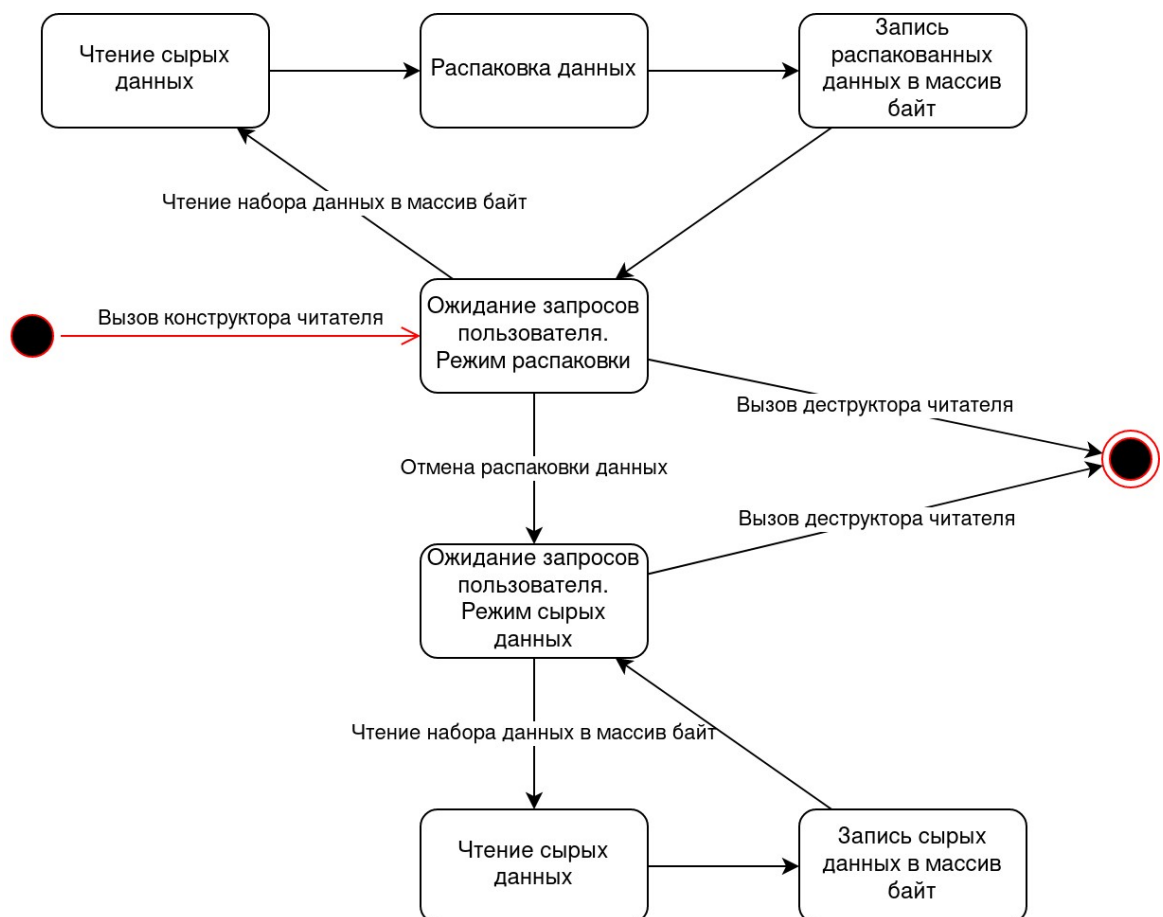 Чтение сырых
данных
Распаковка данных
Запись
распакованных
данных в массив
байт
Чтение набора данных в массив байт
Вызов конструктора читателя
Ожидание запросов
пользователя.
Режим распаковки
Вызов деструктора читателя
Отмена распаковки данных
Вызов деструктора читателя
Ожидание запросов
пользователя.
Режим сырых
данных
Чтение набора данных в массив байт
Чтение сырых
данных
Запись сырых
данных в массив
байт